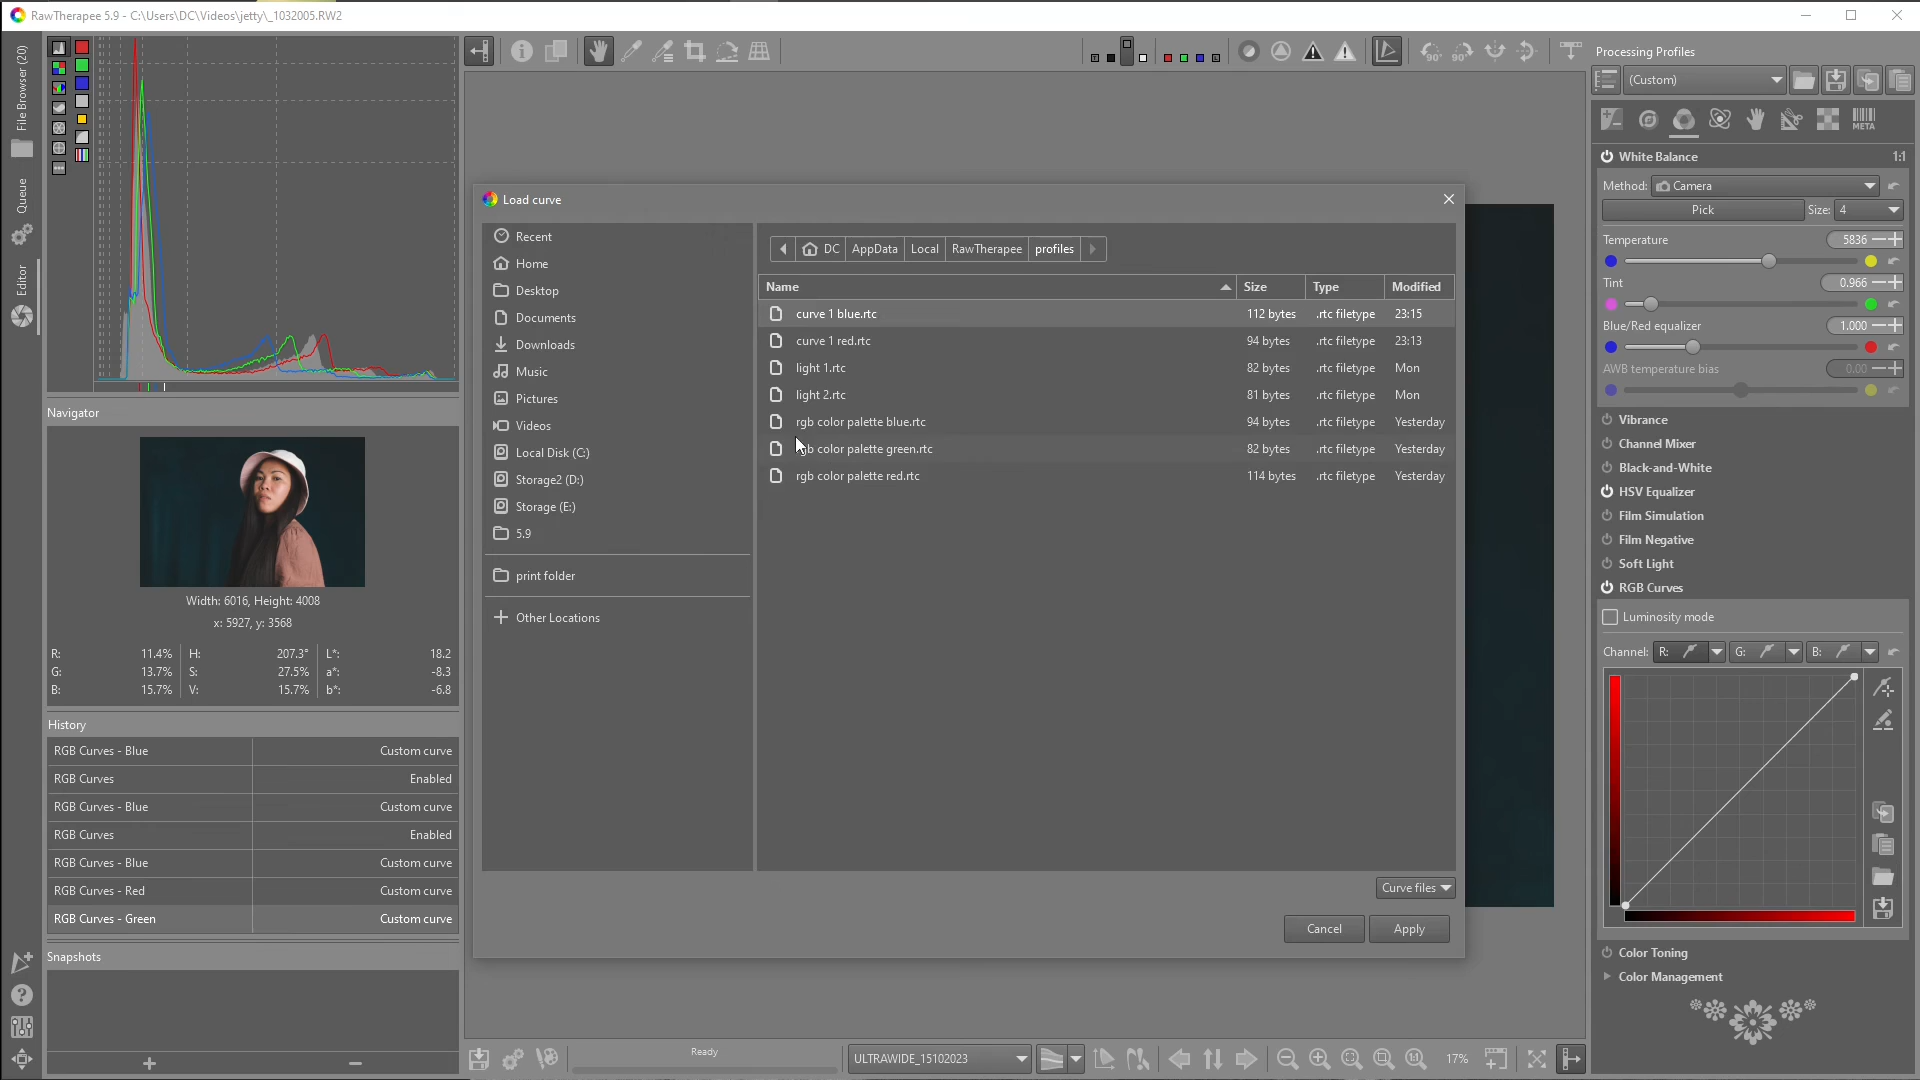 RawTherapee 5.9 - C:\Users\DC\Videos\jetty\_1032005.RW2
File Browser (20)
Queue
Editor
Navigator
Width: 6016, Height: 4008
x: 5927, y: 3568
R: 11.4% H: 207.3° L*: 18.2
G: 13.7% S: 27.5% a*: -8.3
B: 15.7% V: 15.7% b*: -6.8
History
RGB Curves - Blue Custom curve
RGB Curves Enabled
RGB Curves - Blue Custom curve
RGB Curves Enabled
RGB Curves - Blue Custom curve
RGB Curves - Red Custom curve
RGB Curves - Green Custom curve
Snapshots
Load curve
Recent
Home
Desktop
Documents
Downloads
Music
Pictures
Videos
Local Disk (C:)
Storage2 (D:)
Storage (E:)
5.9
print folder
Other Locations
DC AppData Local RawTherapee profiles
Name Size Type Modified
curve 1 blue.rtc 112 bytes .rtc filetype 23:15
curve 1 red.rtc 94 bytes .rtc filetype 23:13
light 1.rtc 82 bytes .rtc filetype Mon
light 2.rtc 81 bytes .rtc filetype Mon
rgb color palette blue.rtc 94 bytes .rtc filetype Yesterday
color palette green.rtc 82 bytes .rtc filetype Yesterday
rgb color palette red.rtc 114 bytes .rtc filetype Yesterday
Curve files
Cancel Apply
Ready
ULTRAWIDE_15102023
17%
Processing Profiles
(Custom)
META
White Balance 1:1
Method: Camera
Pick Size: 4
Temperature 5836
Tint 0.966
Blue/Red equalizer 1.000
AWB temperature bias 0.00
Vibrance
Channel Mixer
Black-and-White
HSV Equalizer
Film Simulation
Film Negative
Soft Light
RGB Curves
Luminosity mode
Channel: R: G: B:
Color Toning
Color Management